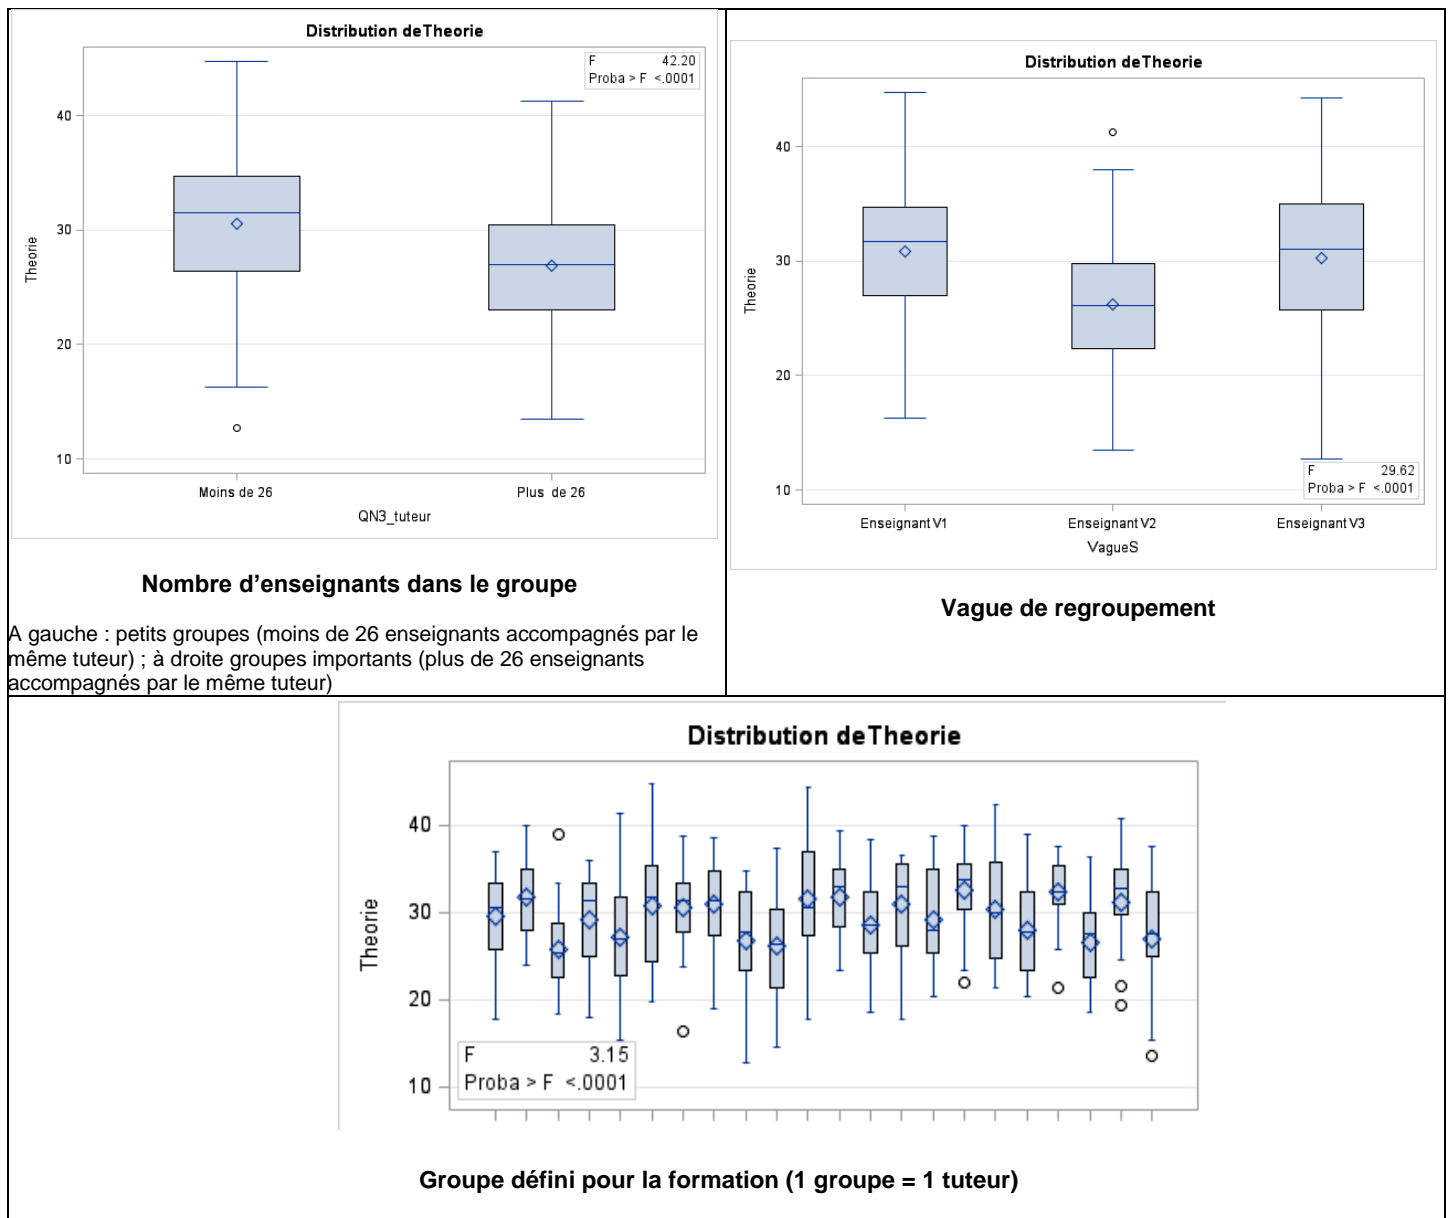 Distribution deTheorie
F 42.20
Proba > F <.0001
40
30
20
10
Theorie
Moins de 26
Plus de 26
QN3_tuteur
Nombre d'enseignants dans le groupe
A gauche : petits groupes (moins de 26 enseignants accompagnés par le
même tuteur) ; à droite groupes importants (plus de 26 enseignants
accompagnés par le même tuteur)
Distribution deTheorie
40
30
20
10
Theorie
F 29.62
Proba > F <.0001
Enseignant V1
Enseignant V2
Enseignant V3
VagueS
Vague de regroupement
Distribution deTheorie
40
30
20
10
Theorie
F 3.15
Proba > F <.0001
Groupe défini pour la formation (1 groupe = 1 tuteur)